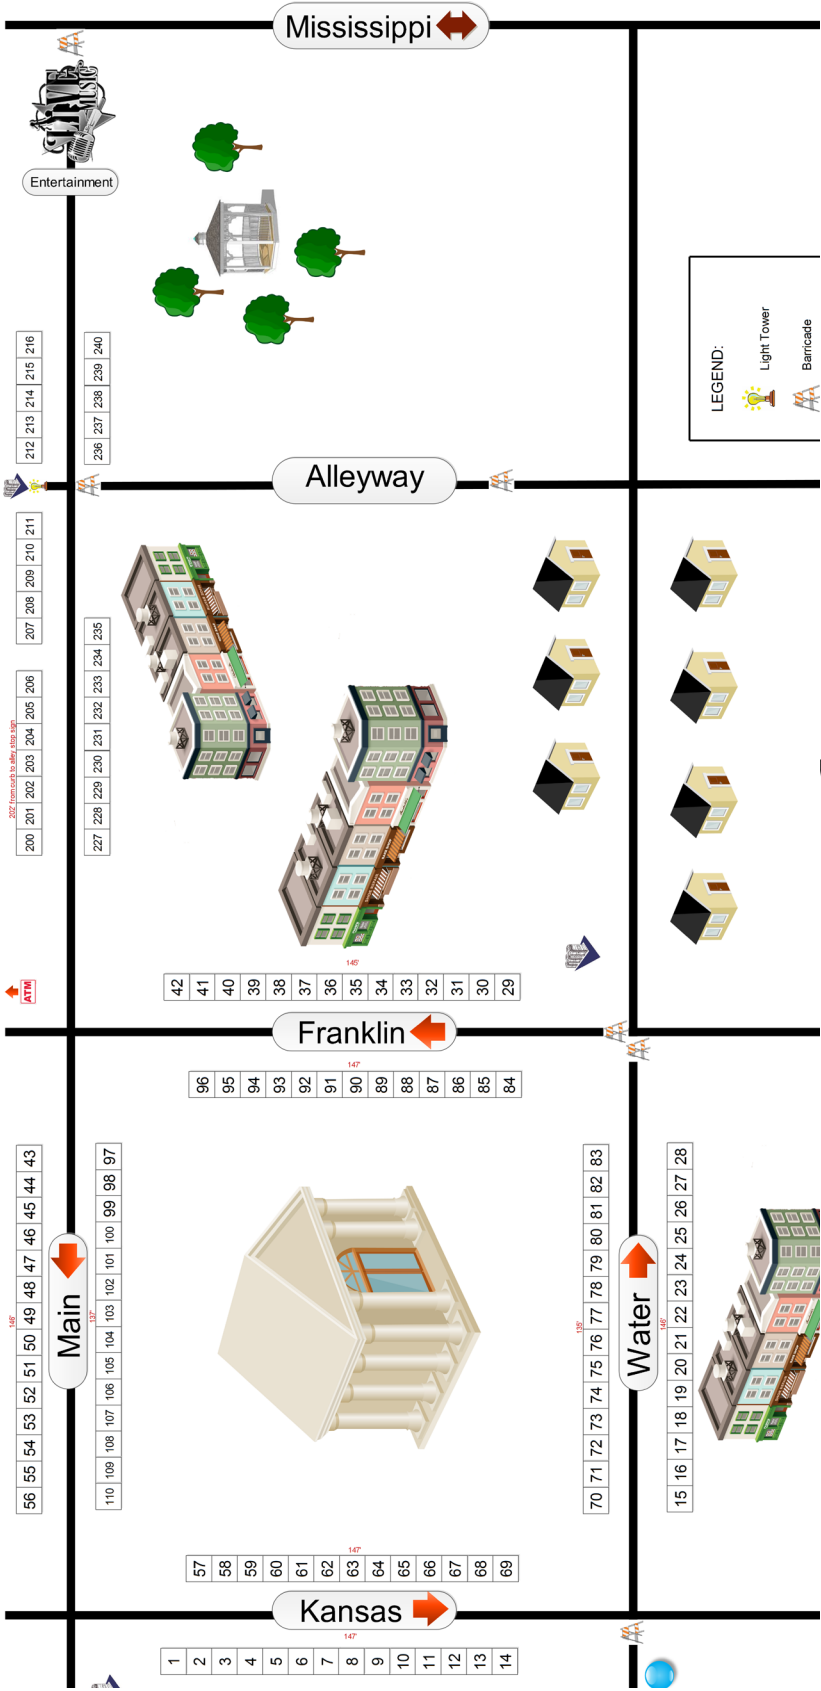 Mississippi
LIVE
MUSIC
Entertainment
216 215 214 213 212
240 239 238 237 236
LEGEND:
Light Tower
Barricade
Alleyway
211 210 209 208 207
206 205 204 203 202 201 200
202' from curb to alley stop sign
235 234 233 232 231 230 229 228 227
ATM
145'
42 41 40 39 38 37 36 35 34 33 32 31 30 29
Franklin
147'
96 95 94 93 92 91 90 89 88 87 86 85 84
43 44 45 46 47 48 49 50 51 52 53 54 55 56
146'
Main
97 98 99 100 101 102 103 104 105 106 107 108 109 110
137'
83 82 81 80 79 78 77 76 75 74 73 72 71 70
135'
Water
28 27 26 25 24 23 22 21 20 19 18 17 16 15
146'
147'
57 58 59 60 61 62 63 64 65 66 67 68 69
Kansas
147'
1 2 3 4 5 6 7 8 9 10 11 12 13 14